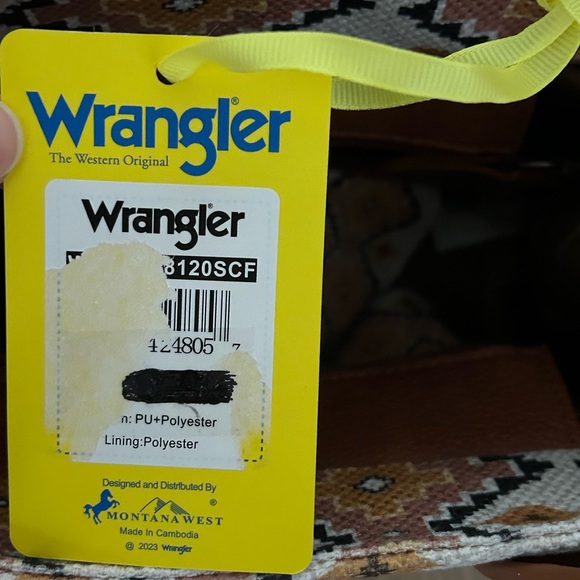 Wrangler®
The Western Original
Wrangler®
8120SCF
424805 7
: PU+Polyester
Lining:Polyester
Designed and Distributed By
MONTANA WEST®
Made In Cambodia
@ 2023 Wrangler